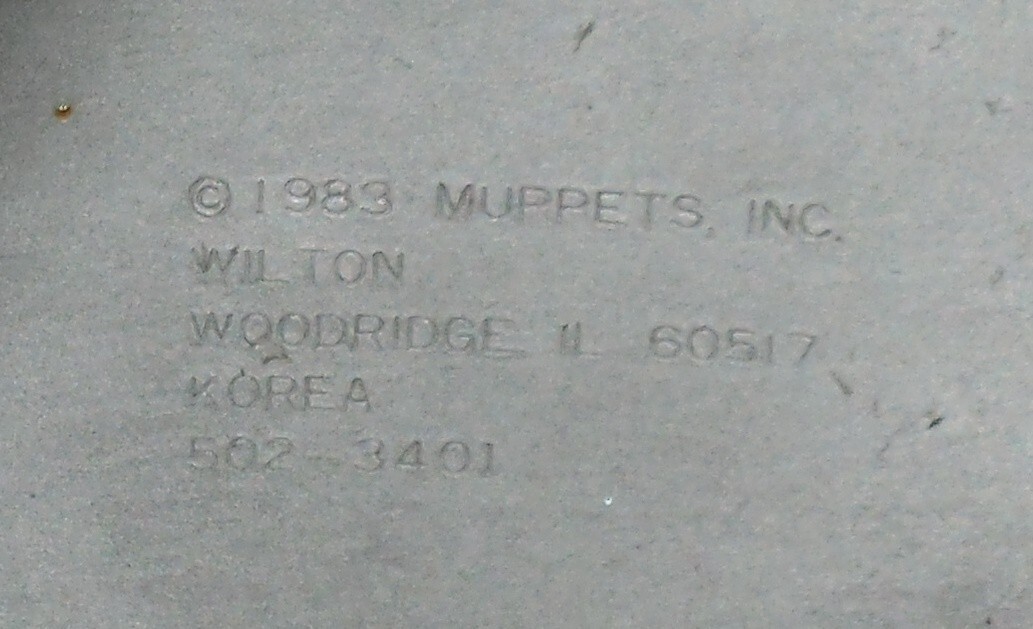 © 1983 MUPPETS, INC.
WILTON
WOODRIDGE IL 60517
KOREA
502-3401